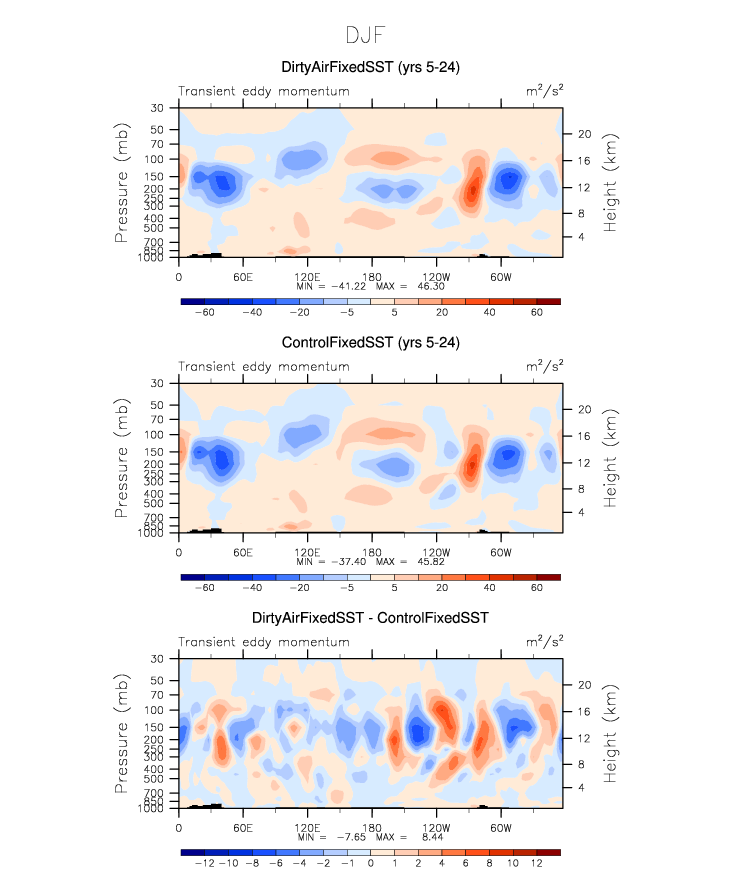 DJF
DirtyAirFixedSST (yrs 5-24)
Transient eddy momentum m²/s²
30
50
70
100
150
200
250
300
400
500
700
850
1000
Pressure (mb)
20
16
12
8
4
Height (km)
0 60E 120E 180 120W 60W
MIN = -41.22 MAX = 46.30
-60 -40 -20 -5 5 20 40 60
ControlFixedSST (yrs 5-24)
Transient eddy momentum m²/s²
30
50
70
100
150
200
250
300
400
500
700
850
1000
Pressure (mb)
20
16
12
8
4
Height (km)
0 60E 120E 180 120W 60W
MIN = -37.40 MAX = 45.82
-60 -40 -20 -5 5 20 40 60
DirtyAirFixedSST - ControlFixedSST
Transient eddy momentum m²/s²
30
50
70
100
150
200
250
300
400
500
700
850
1000
Pressure (mb)
20
16
12
8
4
Height (km)
0 60E 120E 180 120W 60W
MIN = -7.65 MAX = 8.44
-12 -10 -8 -6 -4 -2 -1 0 1 2 4 6 8 10 12